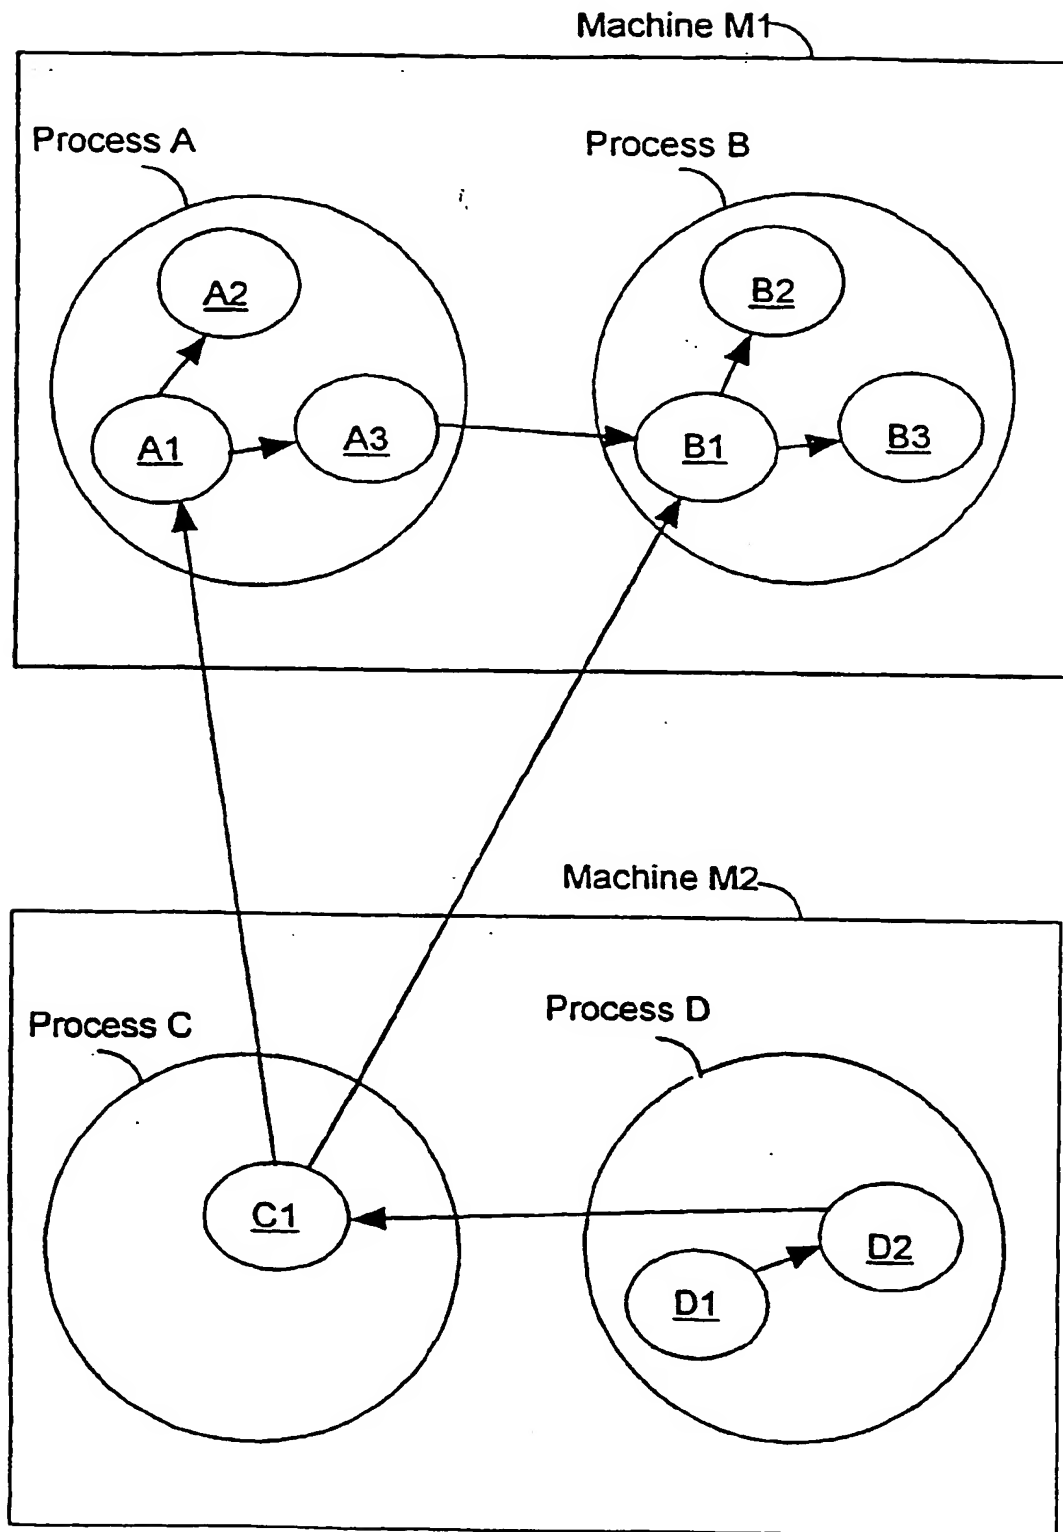 Machine M1
Process A
Process B
A2
B2
A1
A3
B1
B3
Machine M2
Process C
Process D
C1
D2
D1